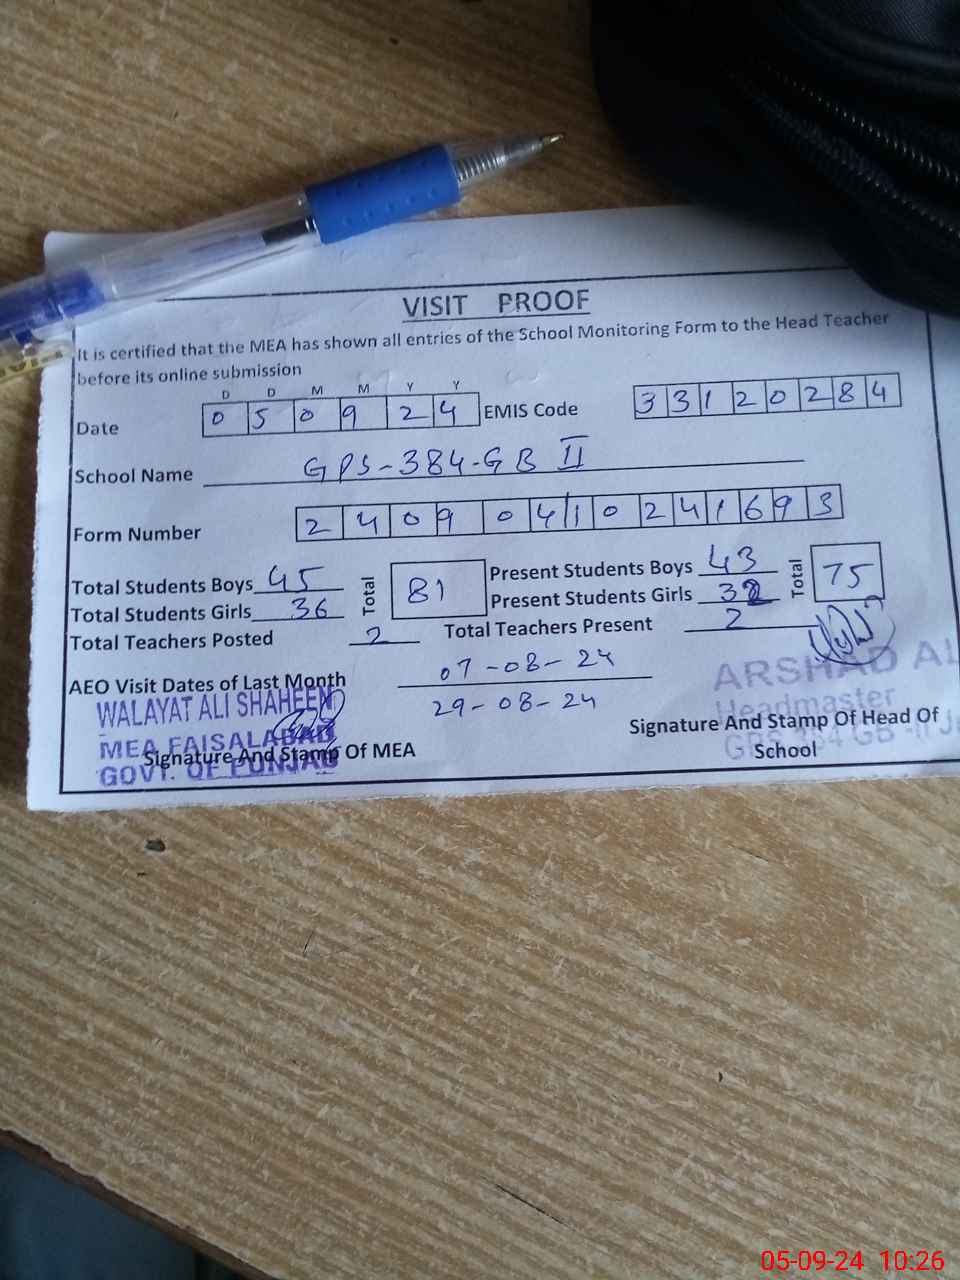 VISIT PROOF
It is certified that the MEA has shown all entries of the School Monitoring Form to the Head Teacher
before its online submission
D D M M Y Y
Date 0 5 0 9 2 4 EMIS Code 3 3 1 2 0 2 8 4
School Name GPS-384-GB II
Form Number 2 4 0 9 0 4 1 0 2 4 1 6 9 3
Total Students Boys 45 Total 81 Present Students Boys 43 Total 75
Total Students Girls 36 Present Students Girls 32
Total Teachers Posted 2 Total Teachers Present 2
AEO Visit Dates of Last Month 07-08-24
29-08-24
WALAYAT ALI SHAHEEN
MEA FAISALABAD
GOVT. OF PUNJAB
Signature And Stamp Of MEA
ARSHAD AL
Headmaster
GPS 384 GB -II
Signature And Stamp Of Head Of
School
05-09-24 10:26